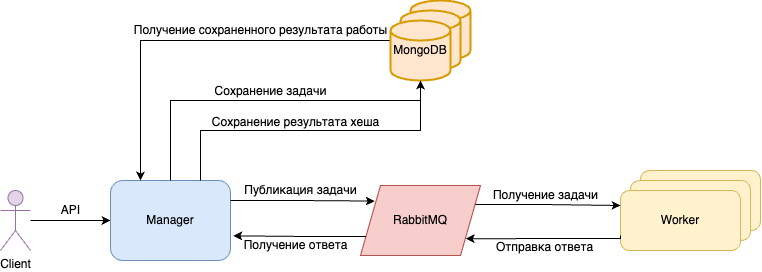 Получение сохраненного результата работы
MongoDB
Сохранение задачи
Сохранение результата хеша
Публикация задачи
Получение задачи
API
Manager
RabbitMQ
Worker
Получение ответа
Отправка ответа
Client